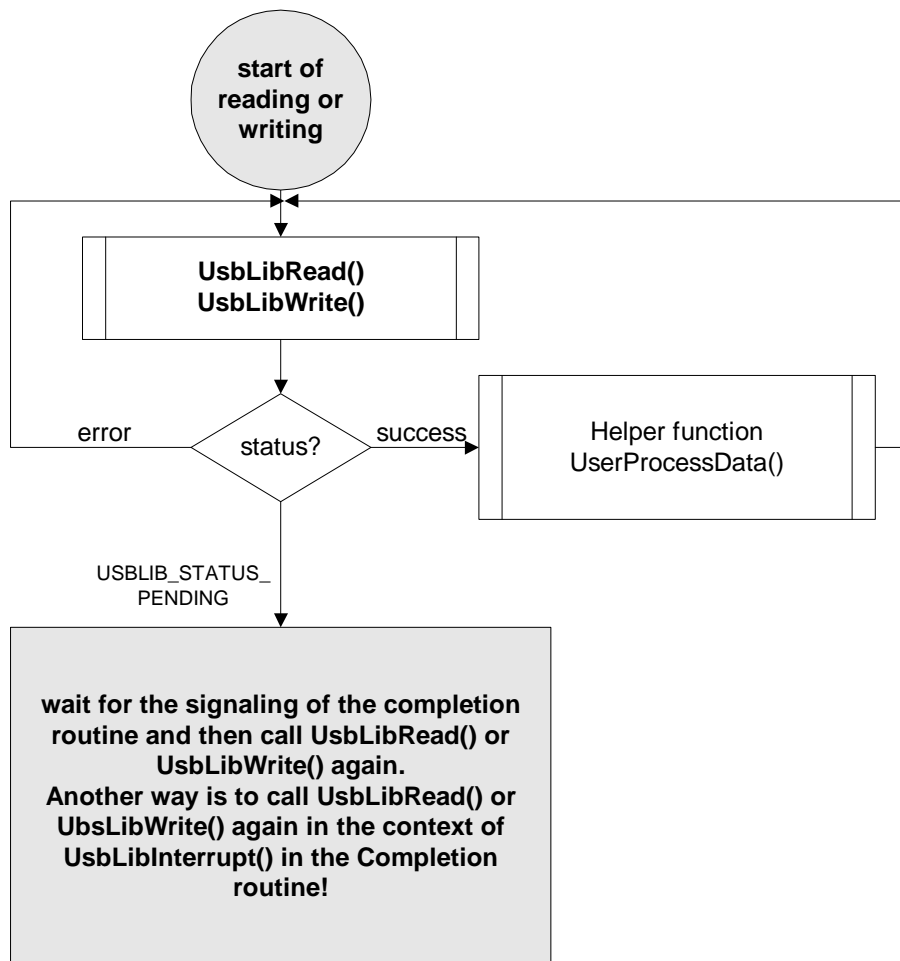 start of
reading or
writing
UsbLibRead()
UsbLibWrite()
error
status?
success
Helper function
UserProcessData()
USBLIB_STATUS_
PENDING
wait for the signaling of the completion
routine and then call UsbLibRead() or
UsbLibWrite() again.
Another way is to call UsbLibRead() or
UbsLibWrite() again in the context of
UsbLibInterrupt() in the Completion
routine!